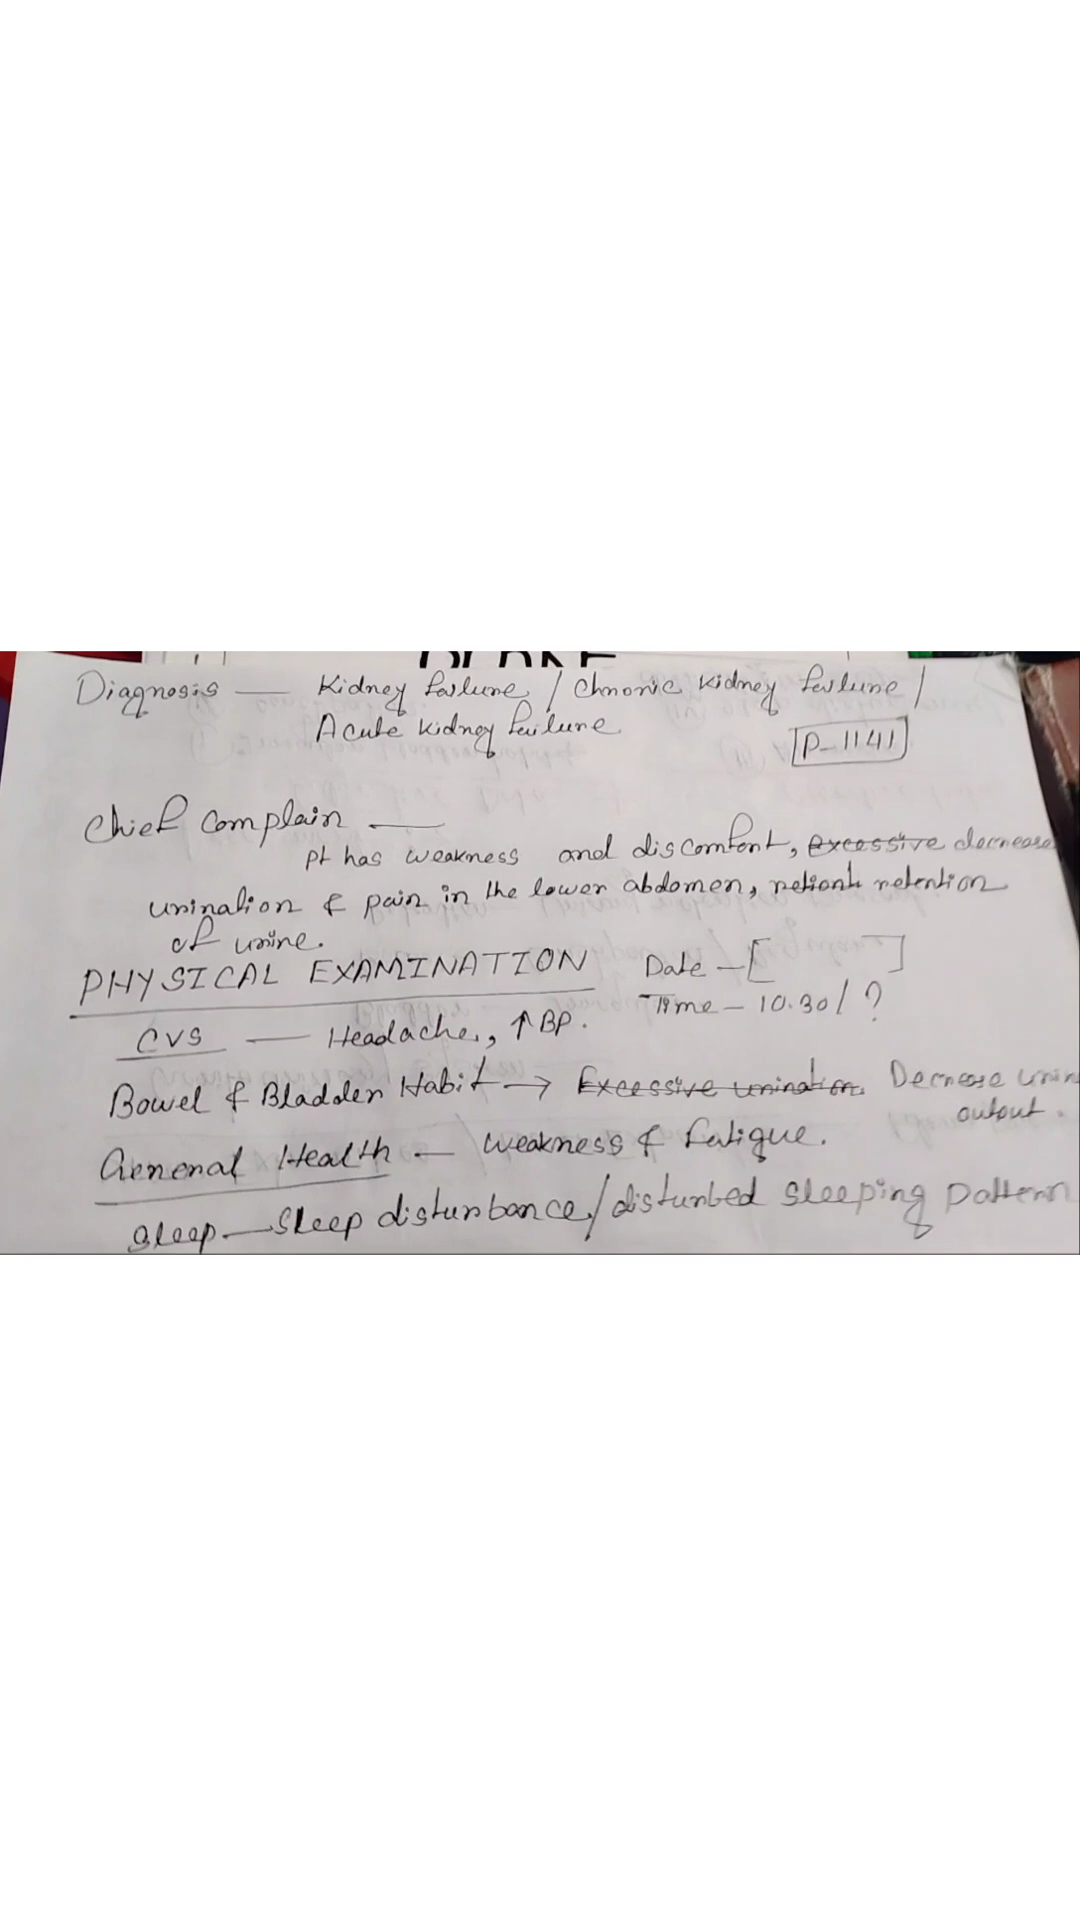 Diagnosis — Kidney failure / Chronic kidney failure /
Acute kidney failure
P-1141
Chief complain —
pt has weakness and discomfort, excessive decrease
urination & pain in the lower abdomen, retention
of urine.
PHYSICAL EXAMINATION
Date - [ ]
Time - 10.30 / ?
CVS — Headache, ↑BP.
Bowel & Bladder Habit → Excessive urination. Decrease urin
output.
General Health — weakness & fatigue.
Sleep — Sleep disturbance / disturbed sleeping pattern